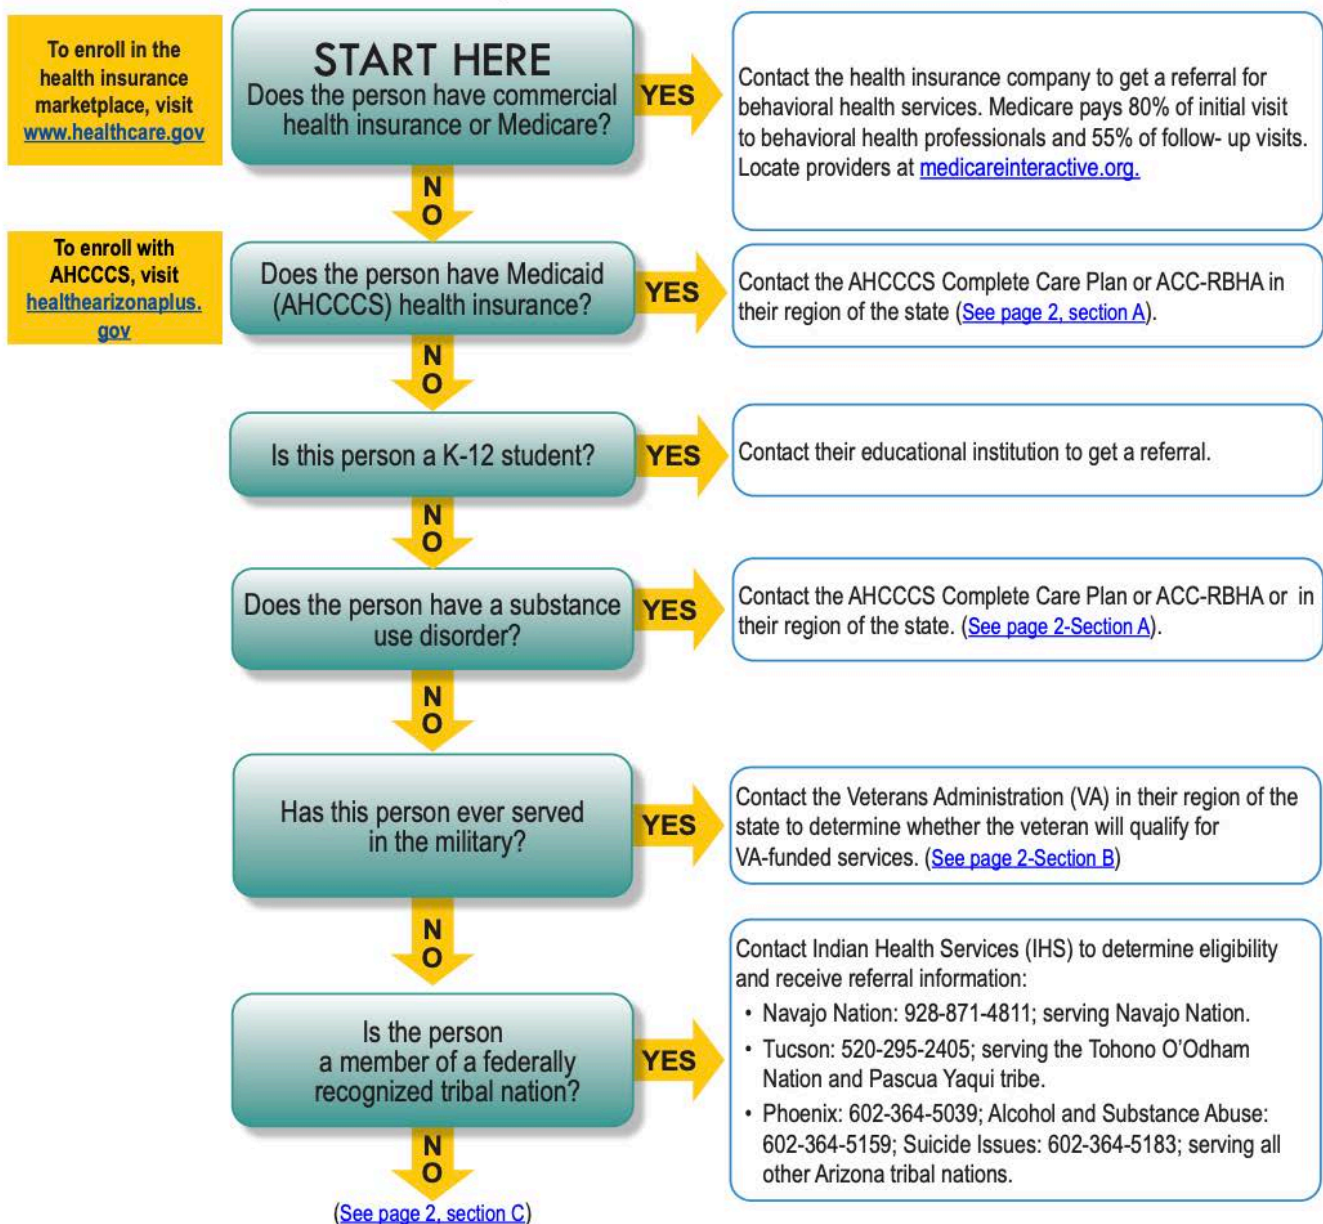 To enroll in the
health insurance
marketplace, visit
www.healthcare.gov
START HERE
Does the person have commercial
health insurance or Medicare?
YES
Contact the health insurance company to get a referral for
behavioral health services. Medicare pays 80% of initial visit
to behavioral health professionals and 55% of follow- up visits.
Locate providers at medicareinteractive.org.
N
O
To enroll with
AHCCCS, visit
healthearizonaplus.
gov
Does the person have Medicaid
(AHCCCS) health insurance?
YES
Contact the AHCCCS Complete Care Plan or ACC-RBHA in
their region of the state (See page 2, section A).
N
O
Is this person a K-12 student?
YES
Contact their educational institution to get a referral.
N
O
Does the person have a substance
use disorder?
YES
Contact the AHCCCS Complete Care Plan or ACC-RBHA or in
their region of the state. (See page 2-Section A).
N
O
Has this person ever served
in the military?
YES
Contact the Veterans Administration (VA) in their region of the
state to determine whether the veteran will qualify for
VA-funded services. (See page 2-Section B)
N
O
Is the person
a member of a federally
recognized tribal nation?
YES
Contact Indian Health Services (IHS) to determine eligibility
and receive referral information:
• Navajo Nation: 928-871-4811; serving Navajo Nation.
• Tucson: 520-295-2405; serving the Tohono O'Odham
Nation and Pascua Yaqui tribe.
• Phoenix: 602-364-5039; Alcohol and Substance Abuse:
602-364-5159; Suicide Issues: 602-364-5183; serving all
other Arizona tribal nations.
N
O
(See page 2, section C)